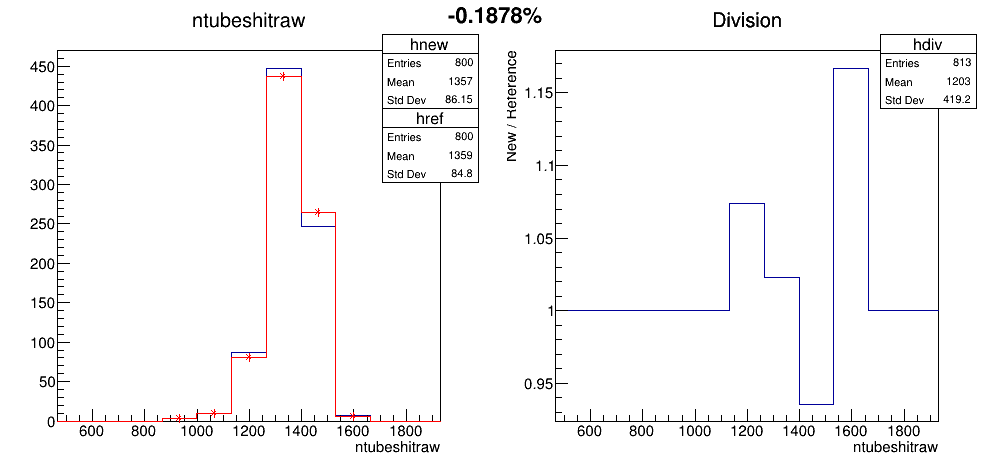 -0.1878%
ntubeshitraw
hnew
Entries 800
Mean 1357
Std Dev 86.15
href
Entries 800
Mean 1359
Std Dev 84.8
450
400
350
300
250
200
150
100
50
0
600 800 1000 1200 1400 1600 1800
ntubeshitraw
Division
hdiv
Entries 813
Mean 1203
Std Dev 419.2
New / Reference
1.15
1.1
1.05
1
0.95
600 800 1000 1200 1400 1600 1800
ntubeshitraw